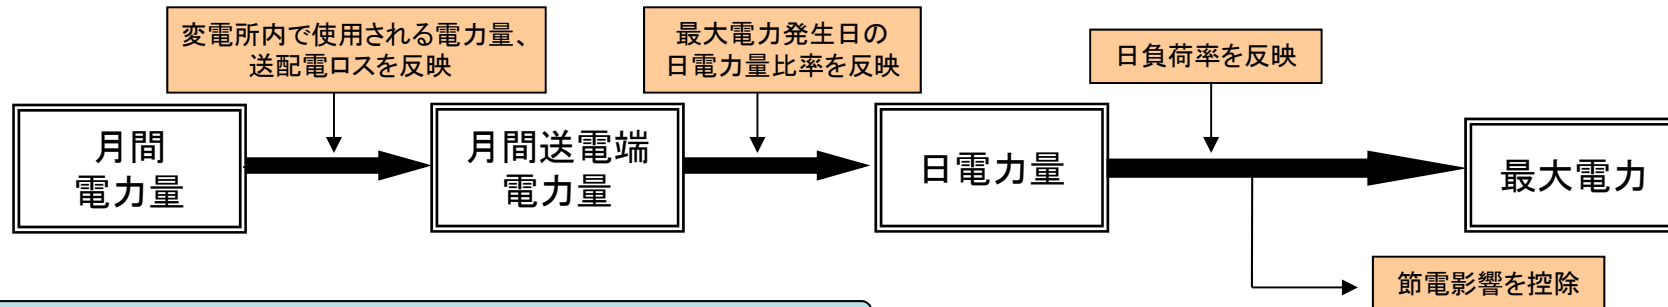 変電所内で使用される電力量、
送配電ロスを反映
最大電力発生日の
日電力量比率を反映
日負荷率を反映
月間
電力量
月間送電端
電力量
日電力量
最大電力
節電影響を控除